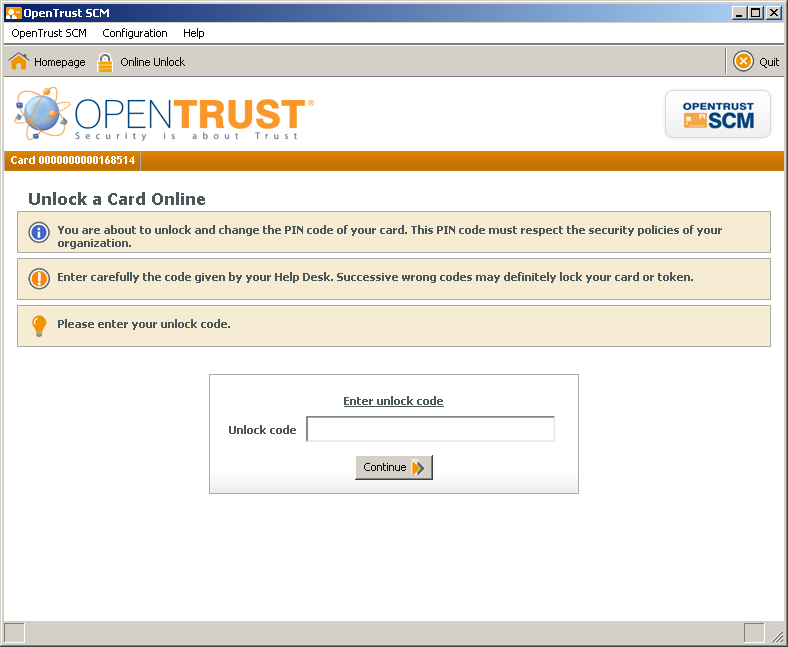 OpenTrust SCM
OpenTrust SCM Configuration Help
Homepage Online Unlock Quit
OPENTRUST®
Security is about Trust
OPENTRUST
SCM
Card 0000000000168514
Unlock a Card Online
You are about to unlock and change the PIN code of your card. This PIN code must respect the security policies of your
organization.
Enter carefully the code given by your Help Desk. Successive wrong codes may definitely lock your card or token.
Please enter your unlock code.
Enter unlock code
Unlock code
Continue